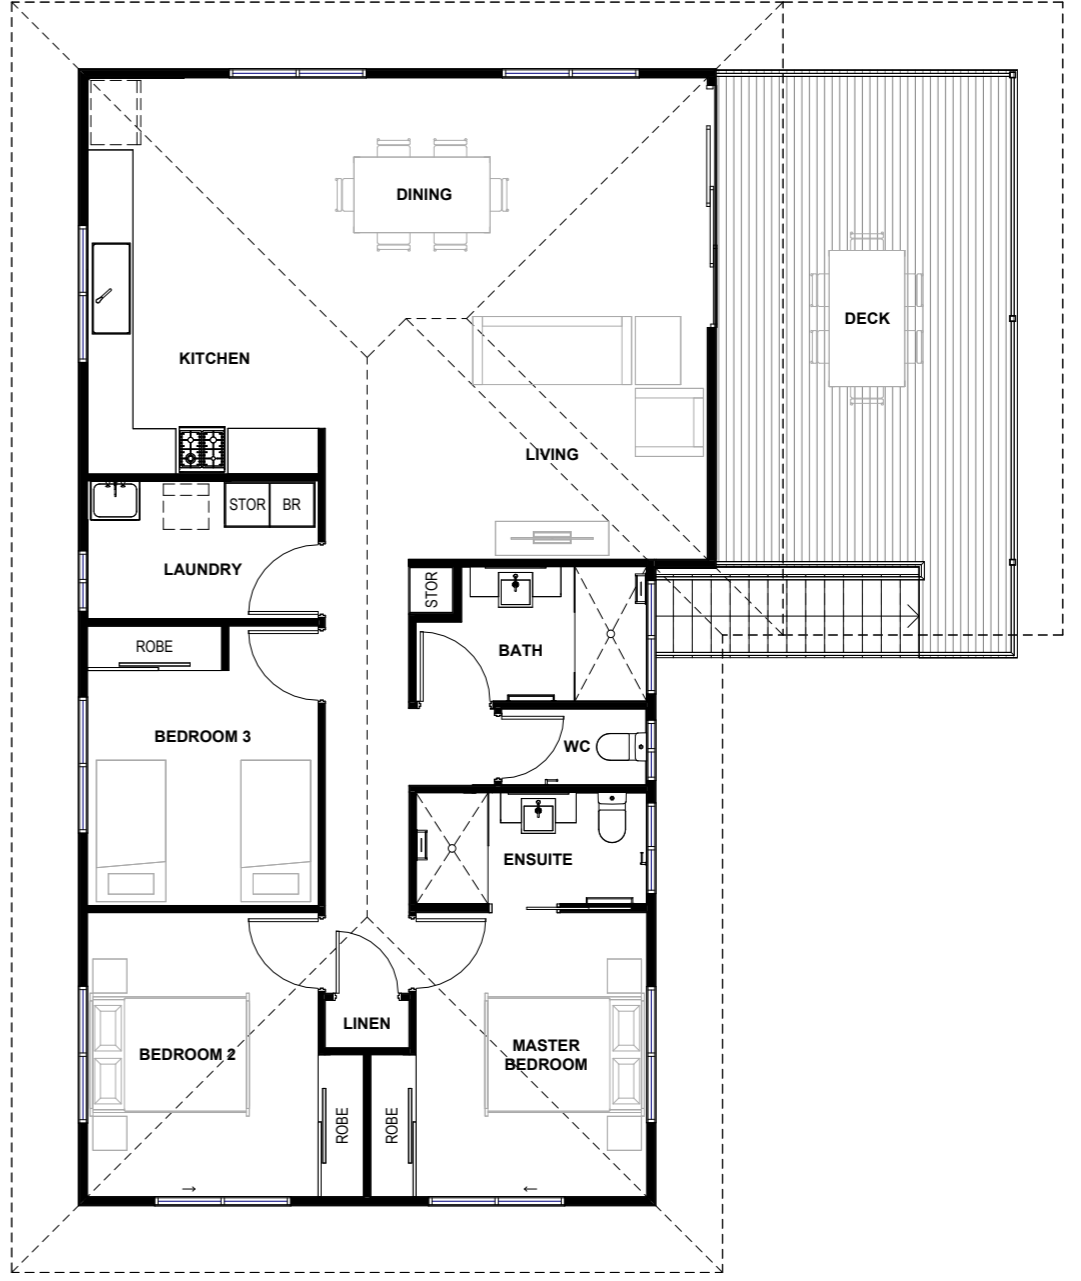 DINING
DECK
KITCHEN
LIVING
STOR
BR
LAUNDRY
STOR
ROBE
BATH
BEDROOM 3
WC
ENSUITE
LINEN
BEDROOM 2
MASTER
BEDROOM
ROBE
ROBE